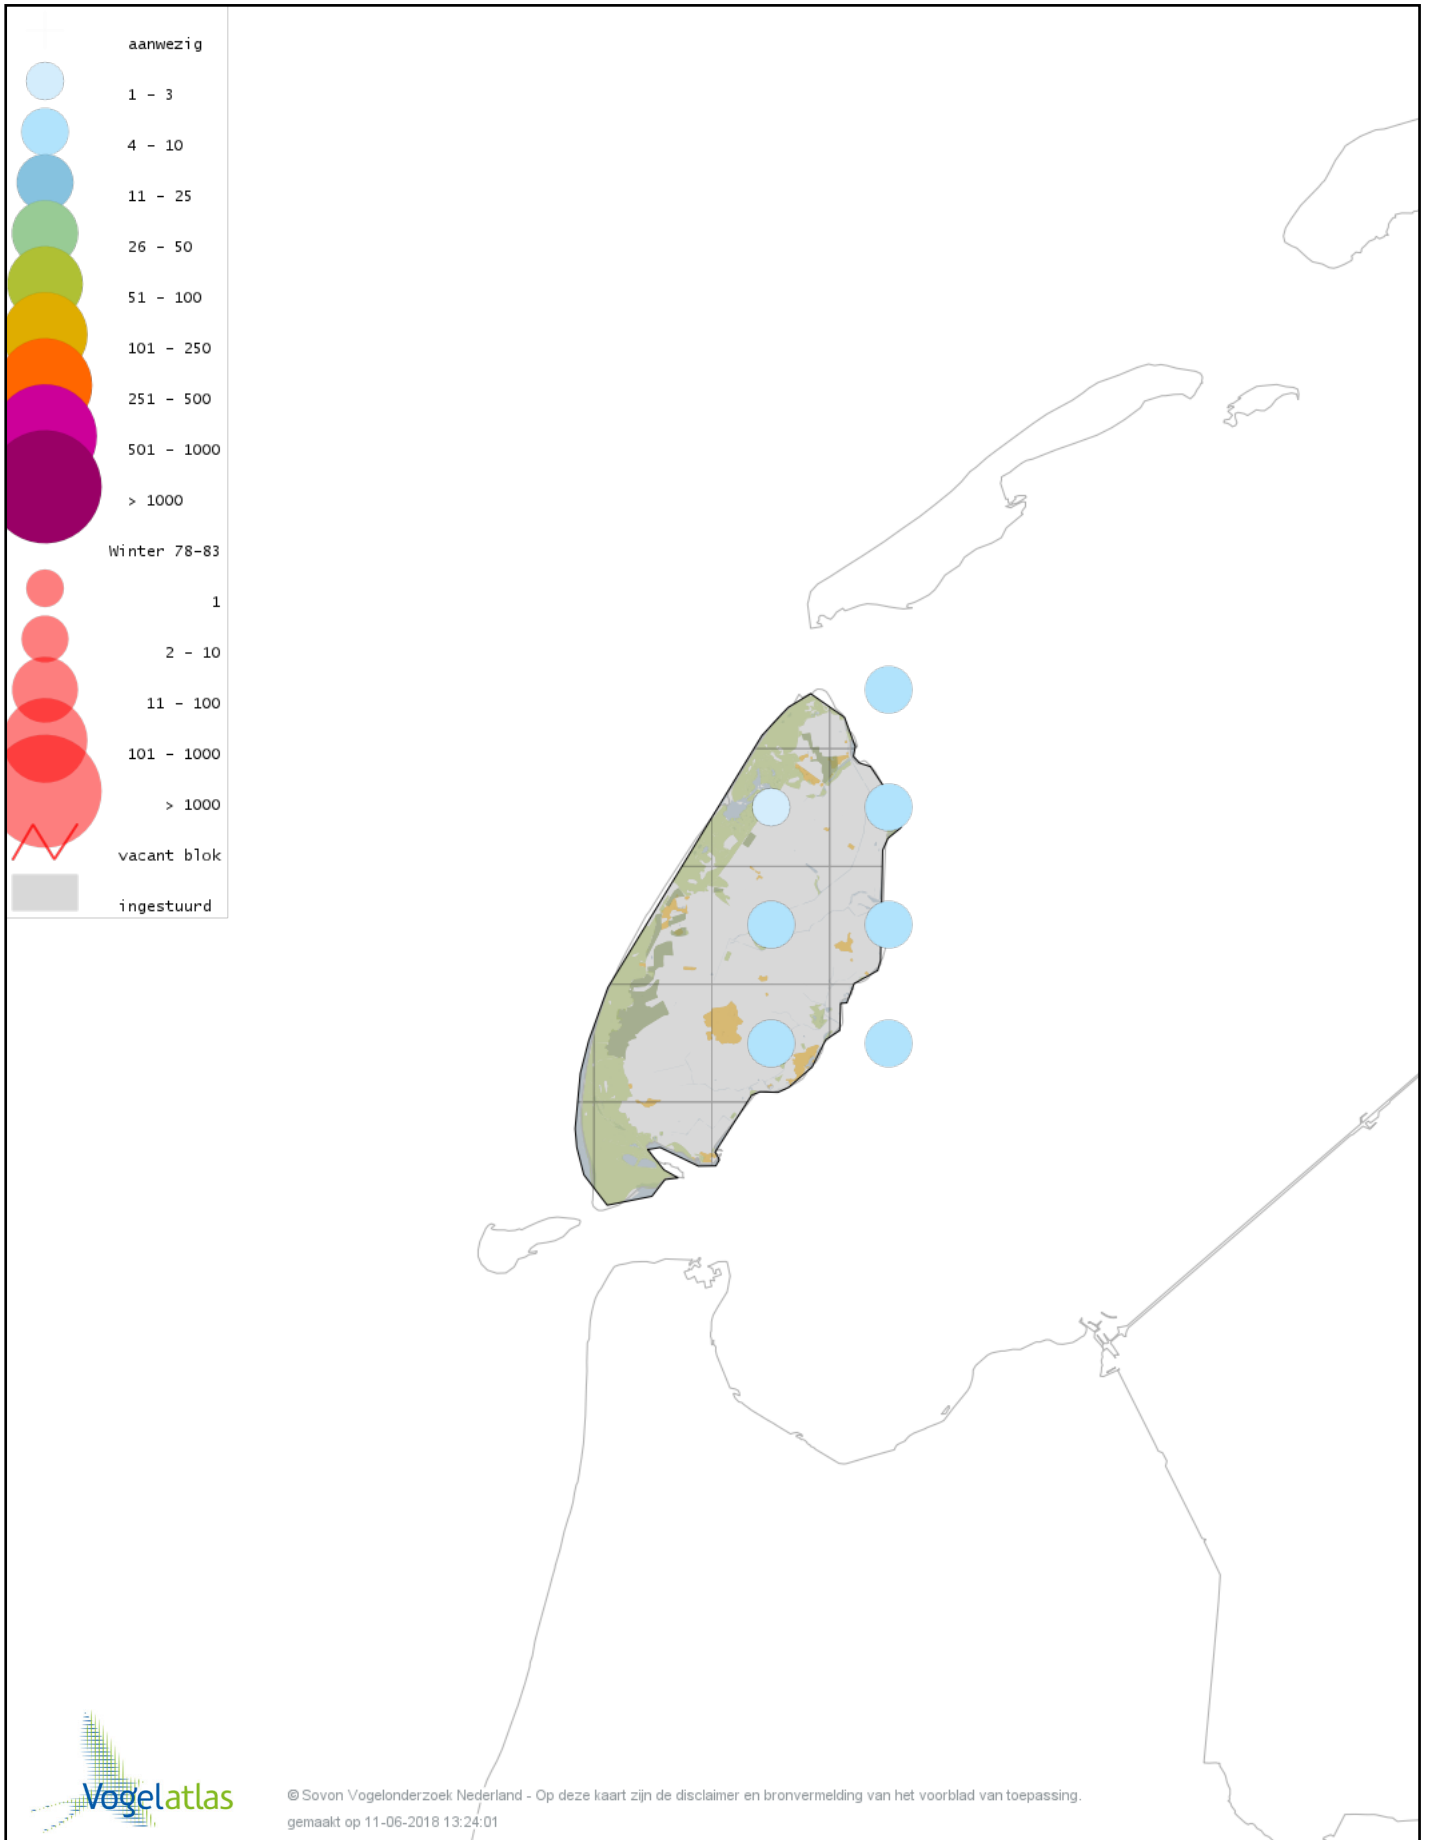 aanwezig
1 - 3
4 - 10
11 - 25
26 - 50
51 - 100
101 - 250
251 - 500
501 - 1000
> 1000
Winter 78-83
1
2 - 10
11 - 100
101 - 1000
> 1000
vacant blok
ingestuurd
Vogelatlas
© Sovon Vogelonderzoek Nederland - Op deze kaart zijn de disclaimer en bronvermelding van het voorblad van toepassing.
gemaakt op 11-06-2018 13:24:01